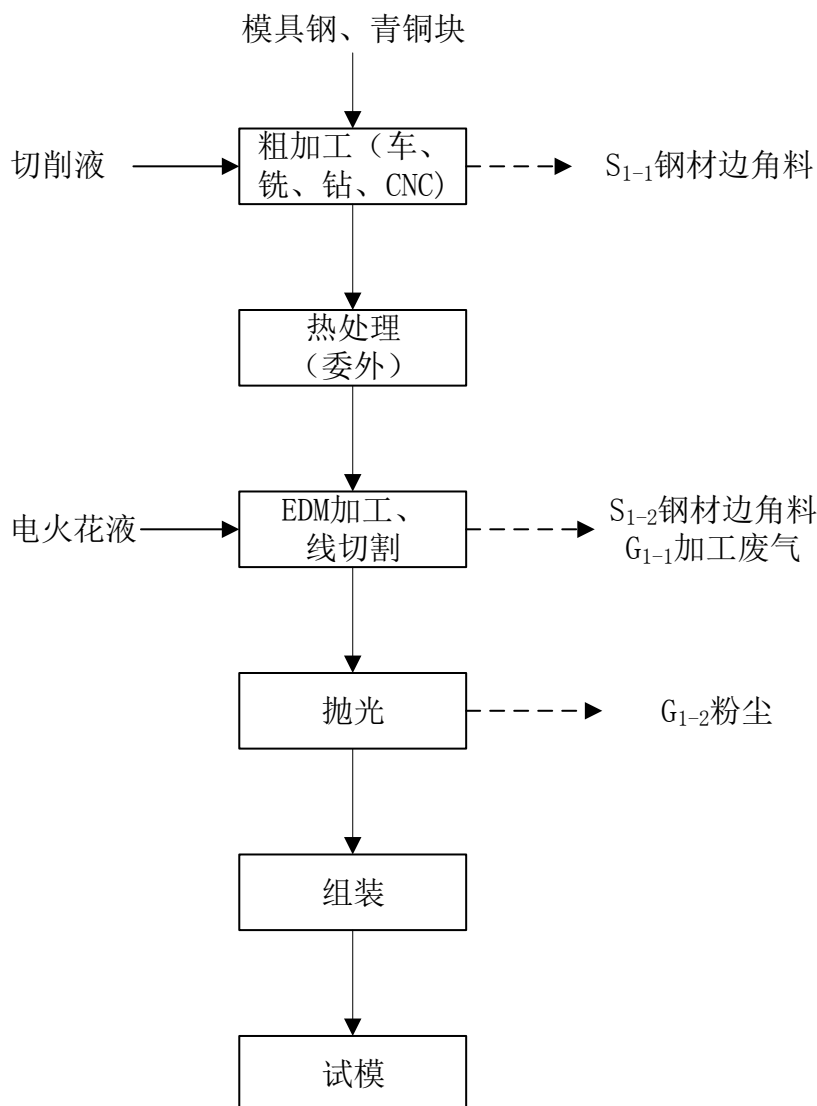 模具钢、青铜块
切削液
粗加工（车、
铣、钻、CNC)
S₁₋₁钢材边角料
热处理
（委外）
电火花液
EDM加工、
线切割
S₁₋₂钢材边角料
G₁₋₁加工废气
抛光
G₁₋₂粉尘
组装
试模